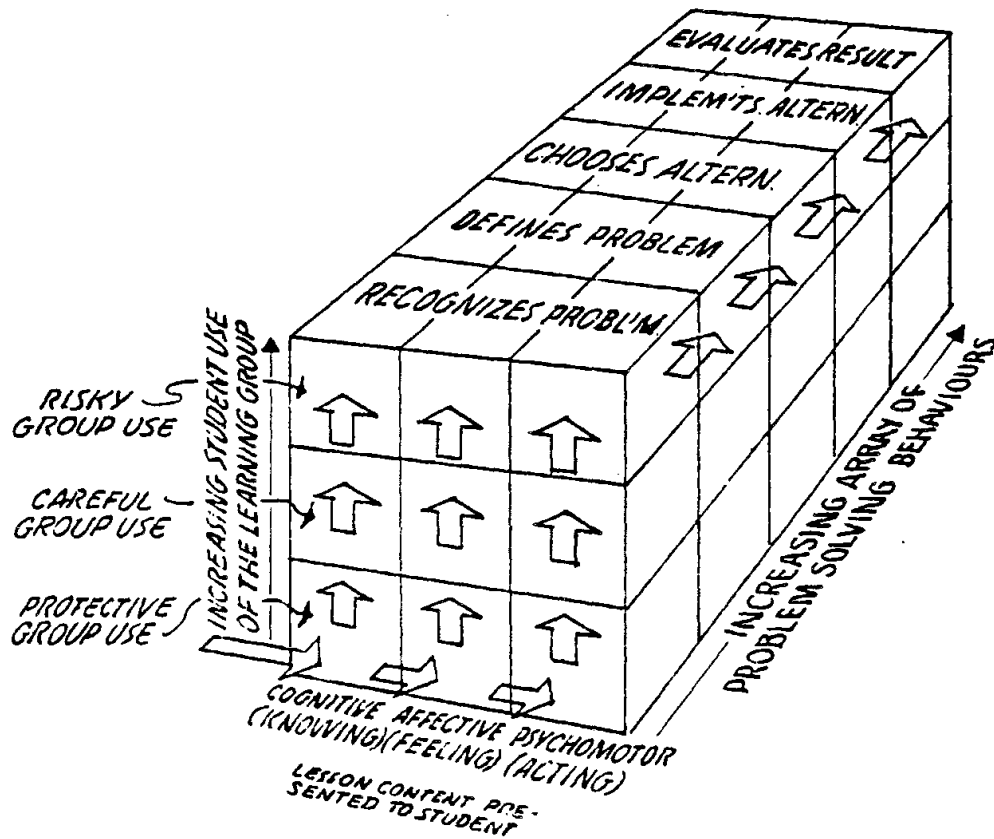 EVALUATES RESULT
IMPLEM'TS. ALTERN.
CHOOSES ALTERN.
DEFINES PROBLEM
RECOGNIZES PROBL'M.
INCREASING STUDENT USE
OF THE LEARNING GROUP
RISKY
GROUP USE
CAREFUL
GROUP USE
PROTECTIVE
GROUP USE
COGNITIVE AFFECTIVE PSYCHOMOTOR
(KNOWING)(FEELING) (ACTING)
LESSON CONTENT PRE-
SENTED TO STUDENT
INCREASING ARRAY OF
PROBLEM SOLVING BEHAVIOURS